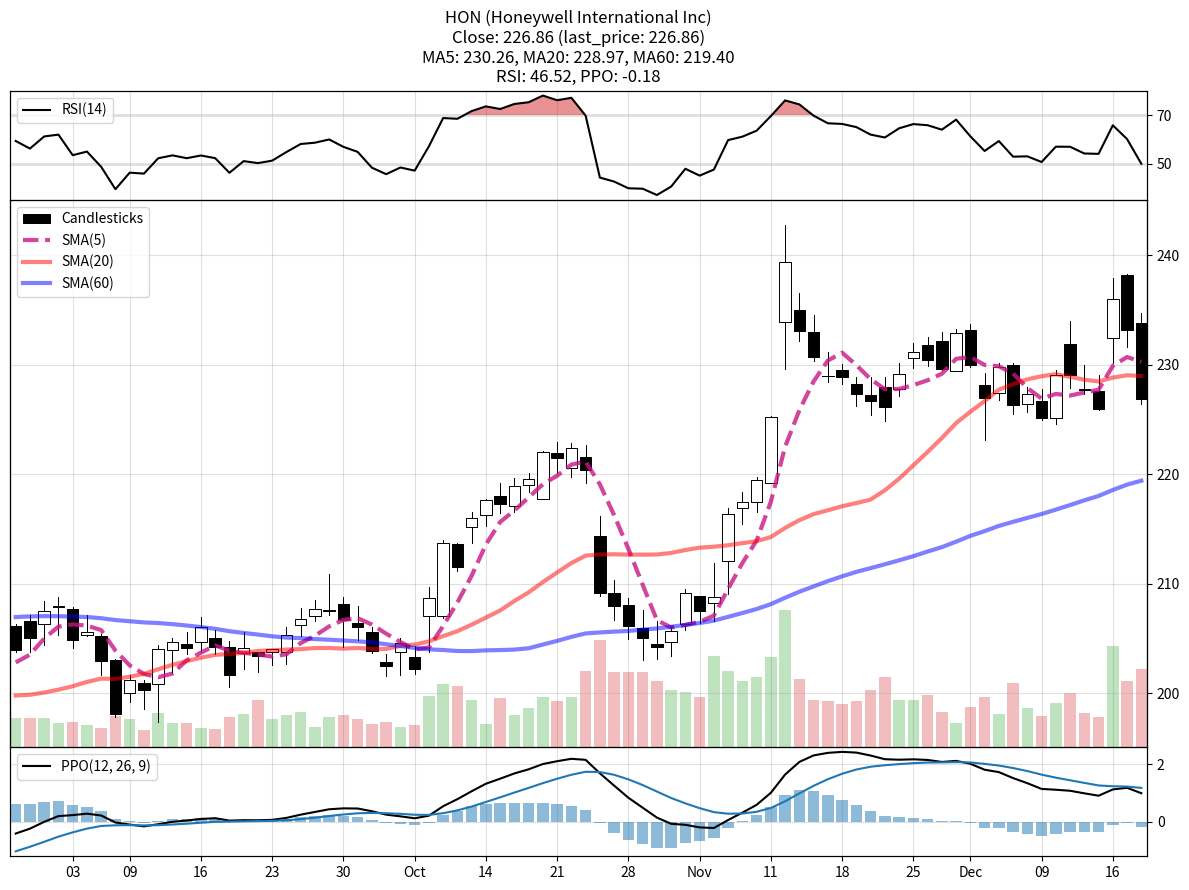 HON (Honeywell International Inc)
Close: 226.86 (last_price: 226.86)
MA5: 230.26, MA20: 228.97, MA60: 219.40
RSI: 46.52, PPO: -0.18
RSI(14)
70
50
Candlesticks
SMA(5)
SMA(20)
SMA(60)
240
230
220
210
200
PPO(12, 26, 9)
2
0
03 09 16 23 30 Oct 14 21 28 Nov 11 18 25 Dec 09 16